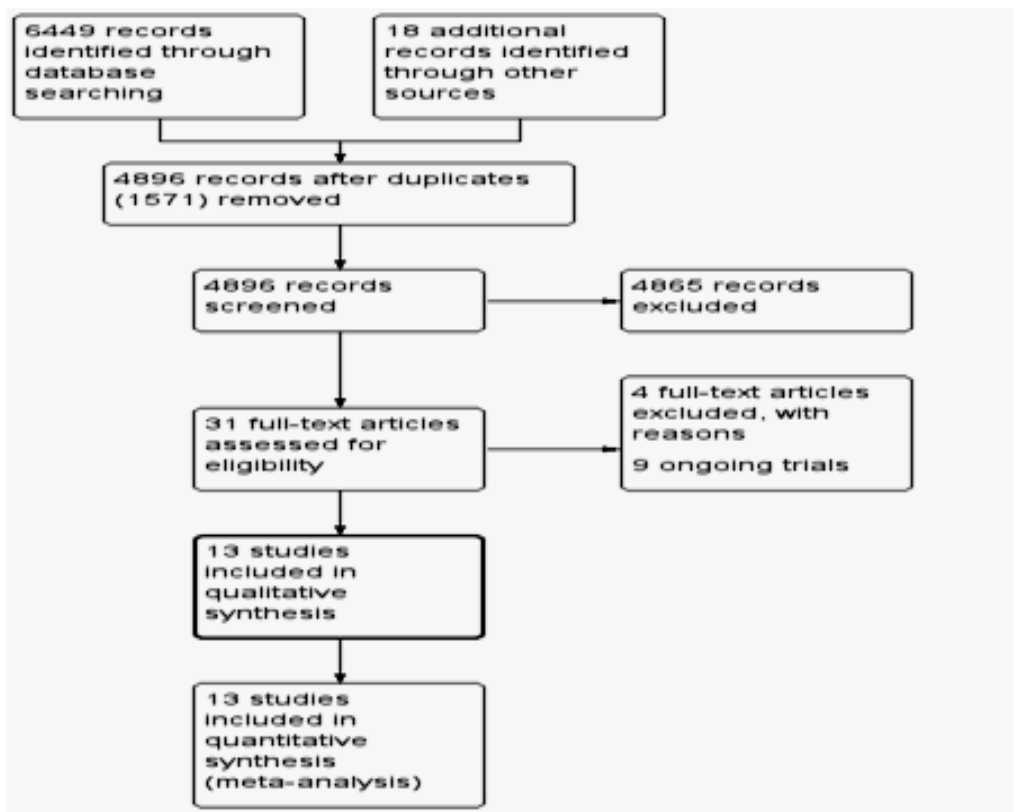 6449 records
identified through
database
searching
18 additional
records identified
through other
sources
4896 records after duplicates
(1571) removed
4896 records
screened
4865 records
excluded
31 full-text articles
assessed for
eligibility
4 full-text articles
excluded, with
reasons
9 ongoing trials
13 studies
included in
qualitative
synthesis
13 studies
included in
quantitative
synthesis
(meta-analysis)